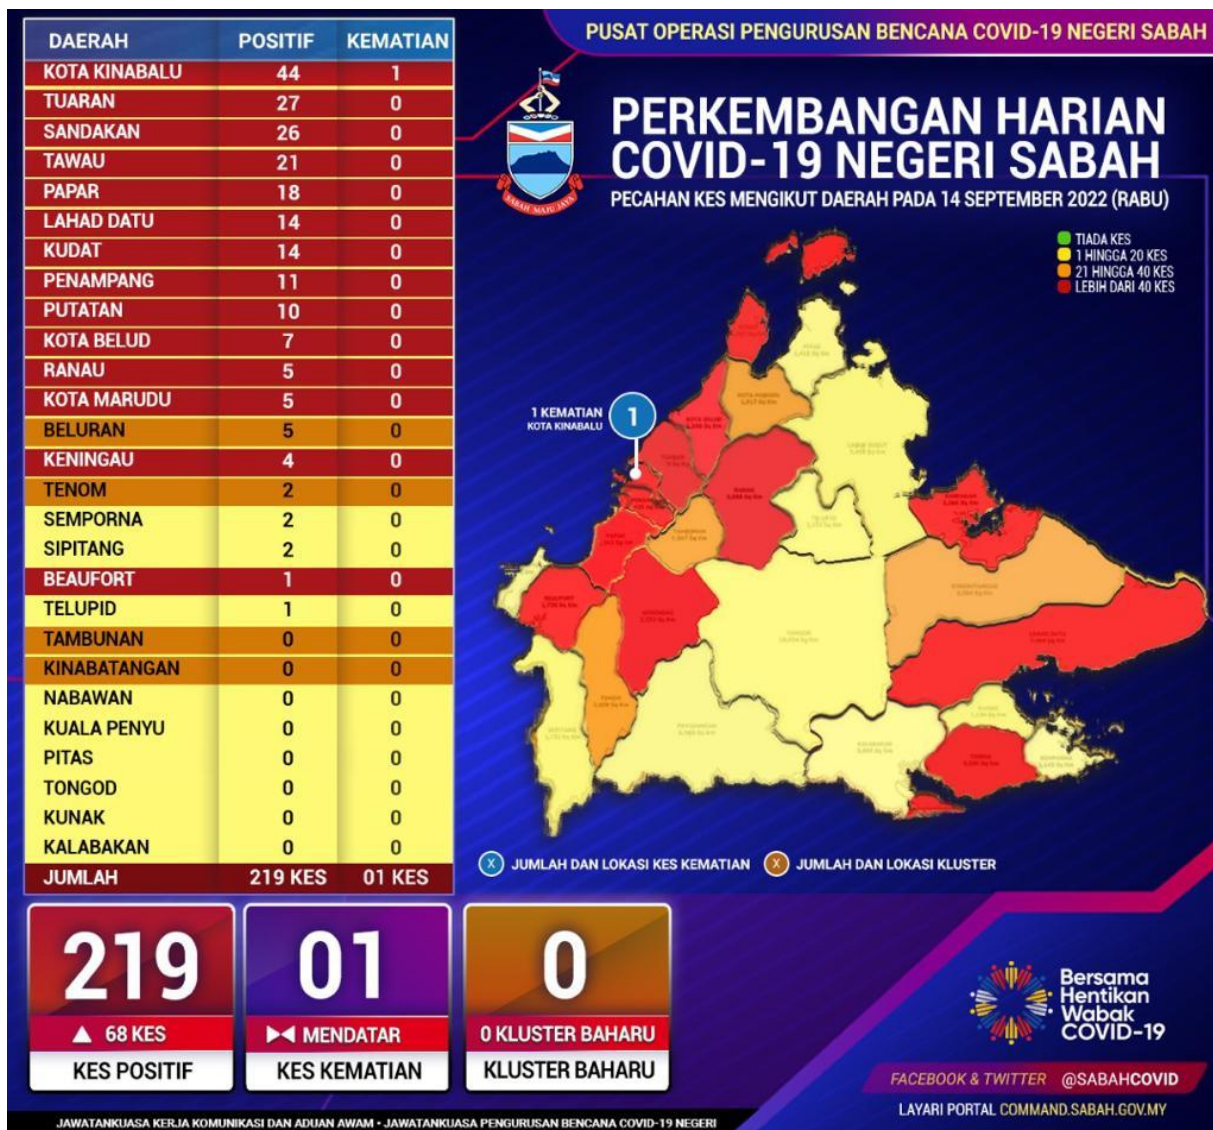 DAERAH POSITIF KEMATIAN
KOTA KINABALU 44 1
TUARAN 27 0
SANDAKAN 26 0
TAWAU 21 0
PAPAR 18 0
LAHAD DATU 14 0
KUDAT 14 0
PENAMPANG 11 0
PUTATAN 10 0
KOTA BELUD 7 0
RANAU 5 0
KOTA MARUDU 5 0
BELURAN 5 0
KENINGAU 4 0
TENOM 2 0
SEMPORNA 2 0
SIPITANG 2 0
BEAUFORT 1 0
TELUPID 1 0
TAMBUNAN 0 0
KINABATANGAN 0 0
NABAWAN 0 0
KUALA PENYU 0 0
PITAS 0 0
TONGOD 0 0
KUNAK 0 0
KALABAKAN 0 0
JUMLAH 219 KES 01 KES
PUSAT OPERASI PENGURUSAN BENCANA COVID-19 NEGERI SABAH
SABAH MAJU JAYA
PERKEMBANGAN HARIAN
COVID-19 NEGERI SABAH
PECAHAN KES MENGIKUT DAERAH PADA 14 SEPTEMBER 2022 (RABU)
TIADA KES
1 HINGGA 20 KES
21 HINGGA 40 KES
LEBIH DARI 40 KES
1 KEMATIAN
KOTA KINABALU
1
X JUMLAH DAN LOKASI KES KEMATIAN X JUMLAH DAN LOKASI KLUSTER
219
68 KES
KES POSITIF
01
MENDATAR
KES KEMATIAN
0
0 KLUSTER BAHARU
KLUSTER BAHARU
Bersama
Hentikan
Wabak
COVID-19
FACEBOOK & TWITTER @SABAHCOVID
LAYARI PORTAL COMMAND.SABAH.GOV.MY
JAWATANKUASA KERJA KOMUNIKASI DAN ADUAN AWAM • JAWATANKUASA PENGURUSAN BENCANA COVID-19 NEGERI